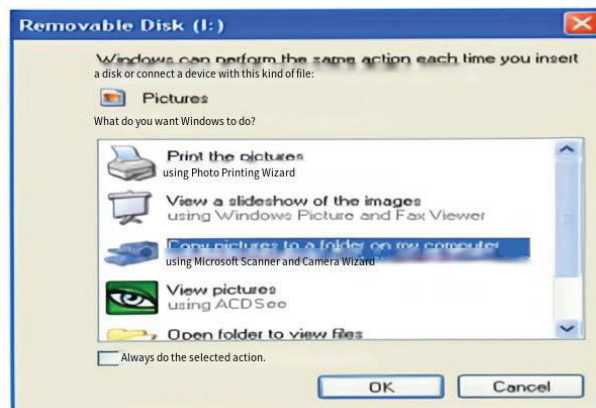 Removable Disk (I:)
Windows can perform the same action each time you insert
a disk or connect a device with this kind of file:
Pictures
What do you want Windows to do?
Print the pictures
using Photo Printing Wizard
View a slideshow of the images
using Windows Picture and Fax Viewer
Copy pictures to a folder on my computer
using Microsoft Scanner and Camera Wizard
View pictures
using ACDSee
Open folder to view files
Always do the selected action.
OK
Cancel